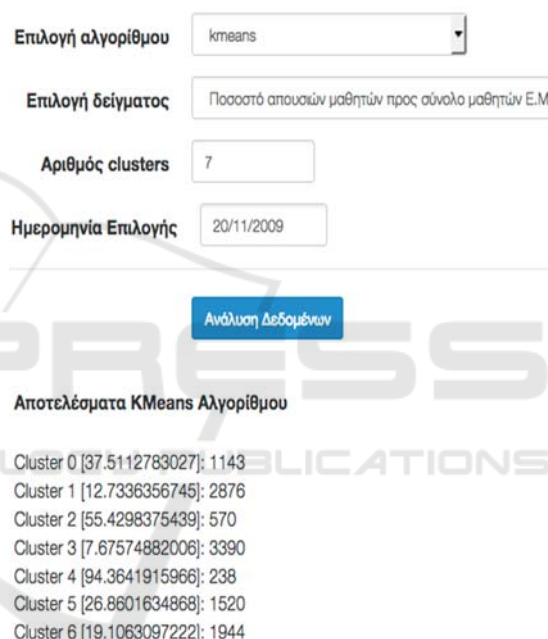 Επιλογή αλγορίθμου kmeans
Επιλογή δείγματος Ποσοστό απουσιών μαθητών προς σύνολο μαθητών Ε.Μ
Αριθμός clusters 7
Ημερομηνία Επιλογής 20/11/2009
Ανάλυση Δεδομένων
PRESS
Αποτελέσματα KMeans Αλγορίθμου
Cluster 0 [37.5112783027]: 1143
PUBLICATIONS
Cluster 1 [12.7336356745]: 2876
Cluster 2 [55.4298375439]: 570
Cluster 3 [7.67574882006]: 3390
Cluster 4 [94.3641915966]: 238
Cluster 5 [26.8601634868]: 1520
Cluster 6 [19.1063097222]: 1944